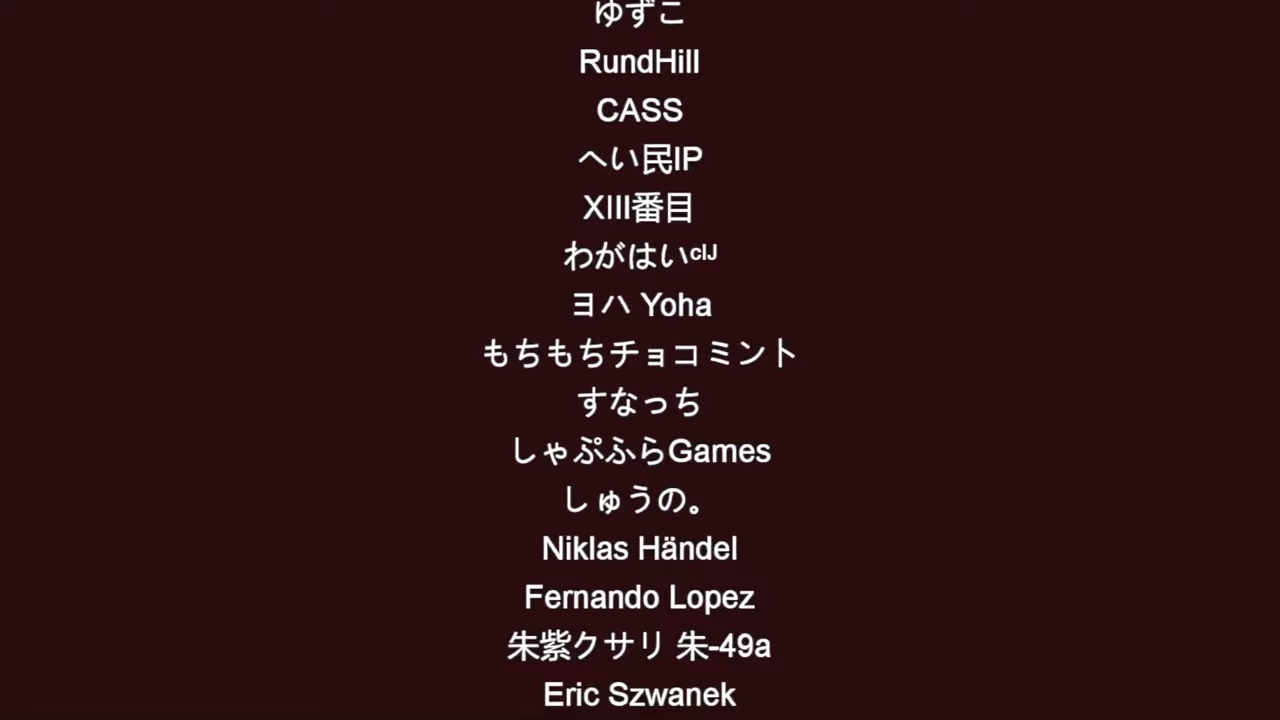 ゆずこ
RundHill
CASS
へい民IP
XIII番目
わがはいᶜᴵᴶ
ヨハ Yoha
もちもちチョコミント
すなっち
しゃぷふらGames
しゅうの。
Niklas Händel
Fernando Lopez
朱紫クサリ 朱-49a
Eric Szwanek